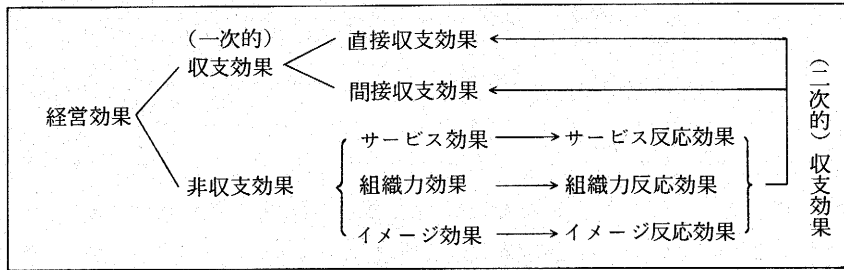 （一次的）
収支効果
直接収支効果
間接収支効果
経営効果
非収支効果
サービス効果
サービス反応効果
組織力効果
組織力反応効果
イメージ効果
イメージ反応効果
（二次的）収支効果